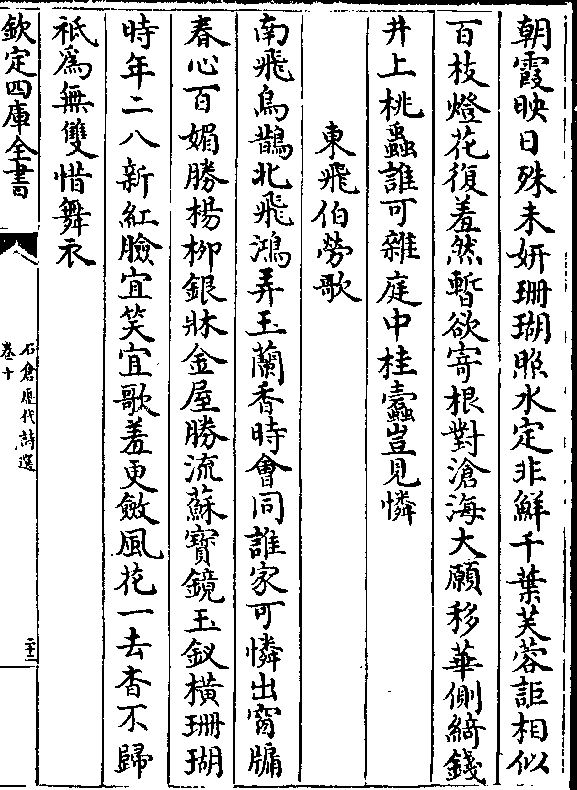 朝霞映日殊未妍珊瑚照水定非鮮千葉芙蓉詎相似
百枝燈花復羞然暫欲寄根對滄海大願移華側綺錢
井上桃蟲誰可雜庭中桂蠹豈見憐
東飛伯勞歌
南飛烏鵲北飛鴻弄玉蘭香時會同誰家可憐出窗牖
春心百媚勝楊柳銀牀金屋勝流蘇寶鏡玉釵橫珊瑚
時年二八新紅臉宜笑宜歌羞更斂風花一去杳不歸
祗為無雙惜舞衣
欽定四庫全書
石倉歷代詩選
卷十
二十三